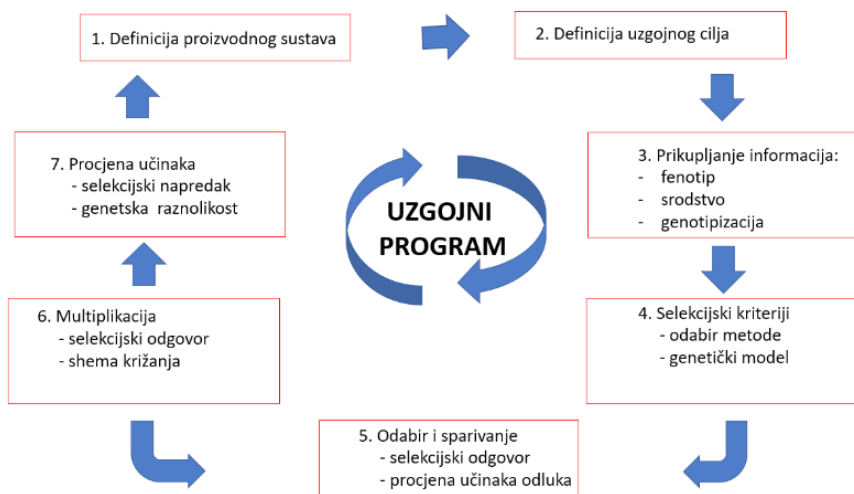 1. Definicija proizvodnog sustava
2. Definicija uzgojnog cilja
3. Prikupljanje informacija:
- fenotip
- srodstvo
- genotipizacija
4. Selekcijski kriteriji
- odabir metode
- genetički model
5. Odabir i sparivanje
- selekcijski odgovor
- procjena učinaka odluka
6. Multiplikacija
- selekcijski odgovor
- shema križanja
7. Procjena učinaka
- selekcijski napredak
- genetska raznolikost
UZGOJNI
PROGRAM